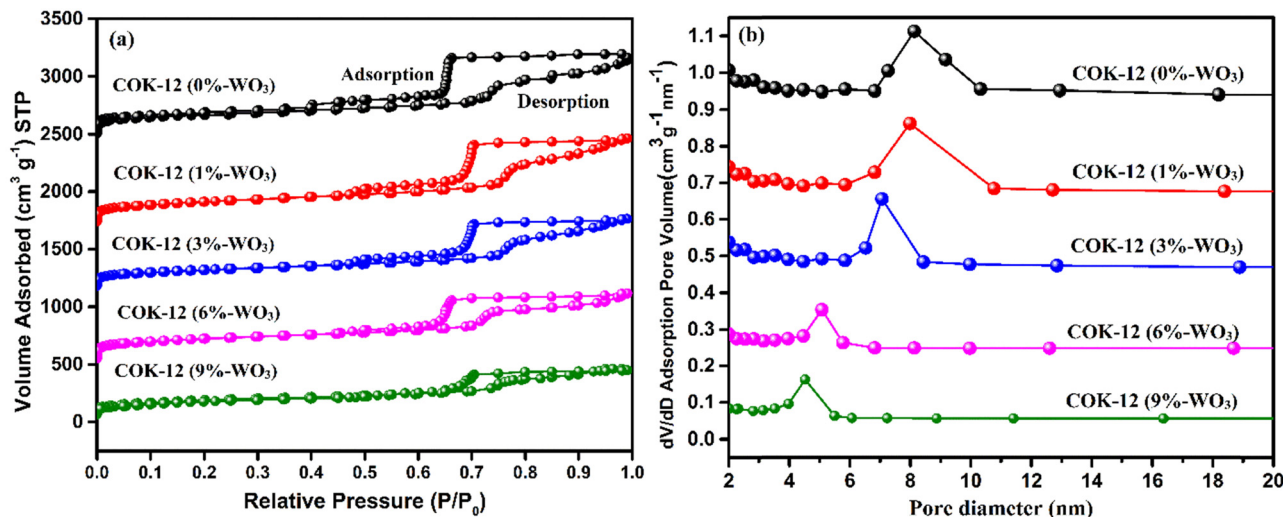 (a)
3500
3000
2500
2000
1500
1000
500
0
Volume Adsorbed (cm³ g⁻¹) STP
COK-12 (0%-WO₃)
Adsorption
Desorption
COK-12 (1%-WO₃)
COK-12 (3%-WO₃)
COK-12 (6%-WO₃)
COK-12 (9%-WO₃)
0.0 0.1 0.2 0.3 0.4 0.5 0.6 0.7 0.8 0.9 1.0
Relative Pressure (P/P₀)
(b)
1.1
1.0
0.9
0.8
0.7
0.6
0.5
0.4
0.3
0.2
0.1
0.0
dV/dD Adsorption Pore Volume(cm³g⁻¹nm⁻¹)
COK-12 (0%-WO₃)
COK-12 (1%-WO₃)
COK-12 (3%-WO₃)
COK-12 (6%-WO₃)
COK-12 (9%-WO₃)
2 4 6 8 10 12 14 16 18 20
Pore diameter (nm)